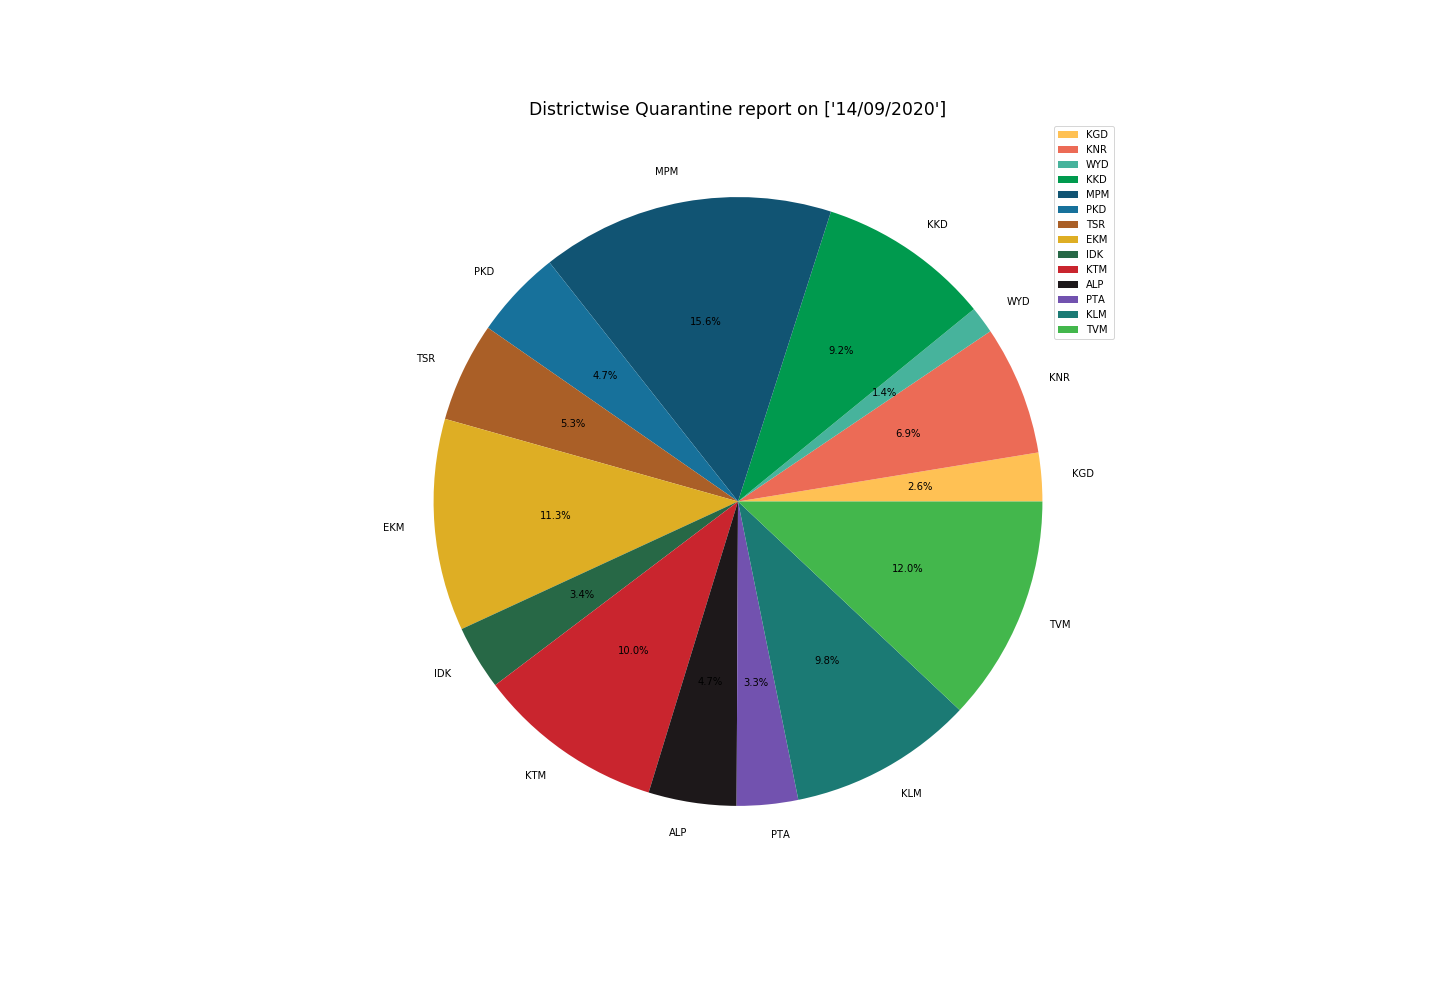 Districtwise Quarantine report on ['14/09/2020']
KGD
KNR
WYD
KKD
MPM
PKD
TSR
EKM
IDK
KTM
ALP
PTA
KLM
TVM
MPM
KKD
PKD
WYD
TSR
KNR
KGD
EKM
TVM
IDK
KTM
KLM
ALP
PTA
15.6%
9.2%
4.7%
1.4%
5.3%
6.9%
2.6%
11.3%
12.0%
3.4%
10.0%
9.8%
4.7%
3.3%